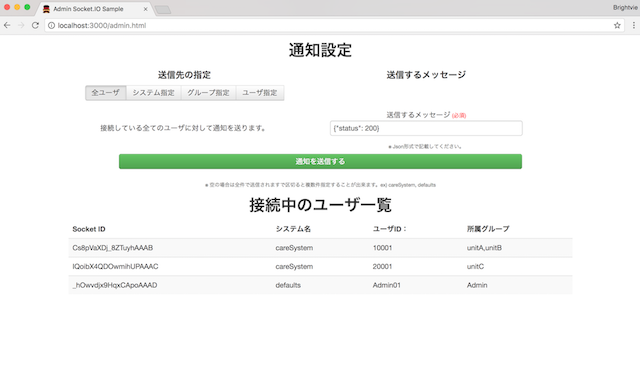 Admin Socket.IO Sample
Brightvie
localhost:3000/admin.html
通知設定
送信先の指定
送信するメッセージ
全ユーザ システム指定 グループ指定 ユーザ指定
送信するメッセージ (必須)
接続している全てのユーザに対して通知を送ります。
{"status": 200}
※Json形式で記載してください。
通知を送信する
※空の場合は全件で送信されますで区切ると複数件指定することが出来ます。ex) careSystem, defaults
接続中のユーザー一覧
Socket ID システム名 ユーザID： 所属グループ
Cs8pVaXDj_8ZTuyhAAAB careSystem 10001 unitA,unitB
IQoibX4QDOwmihUPAAAC careSystem 20001 unitC
_hOwvdjx9HqxCApoAAAD defaults Admin01 Admin